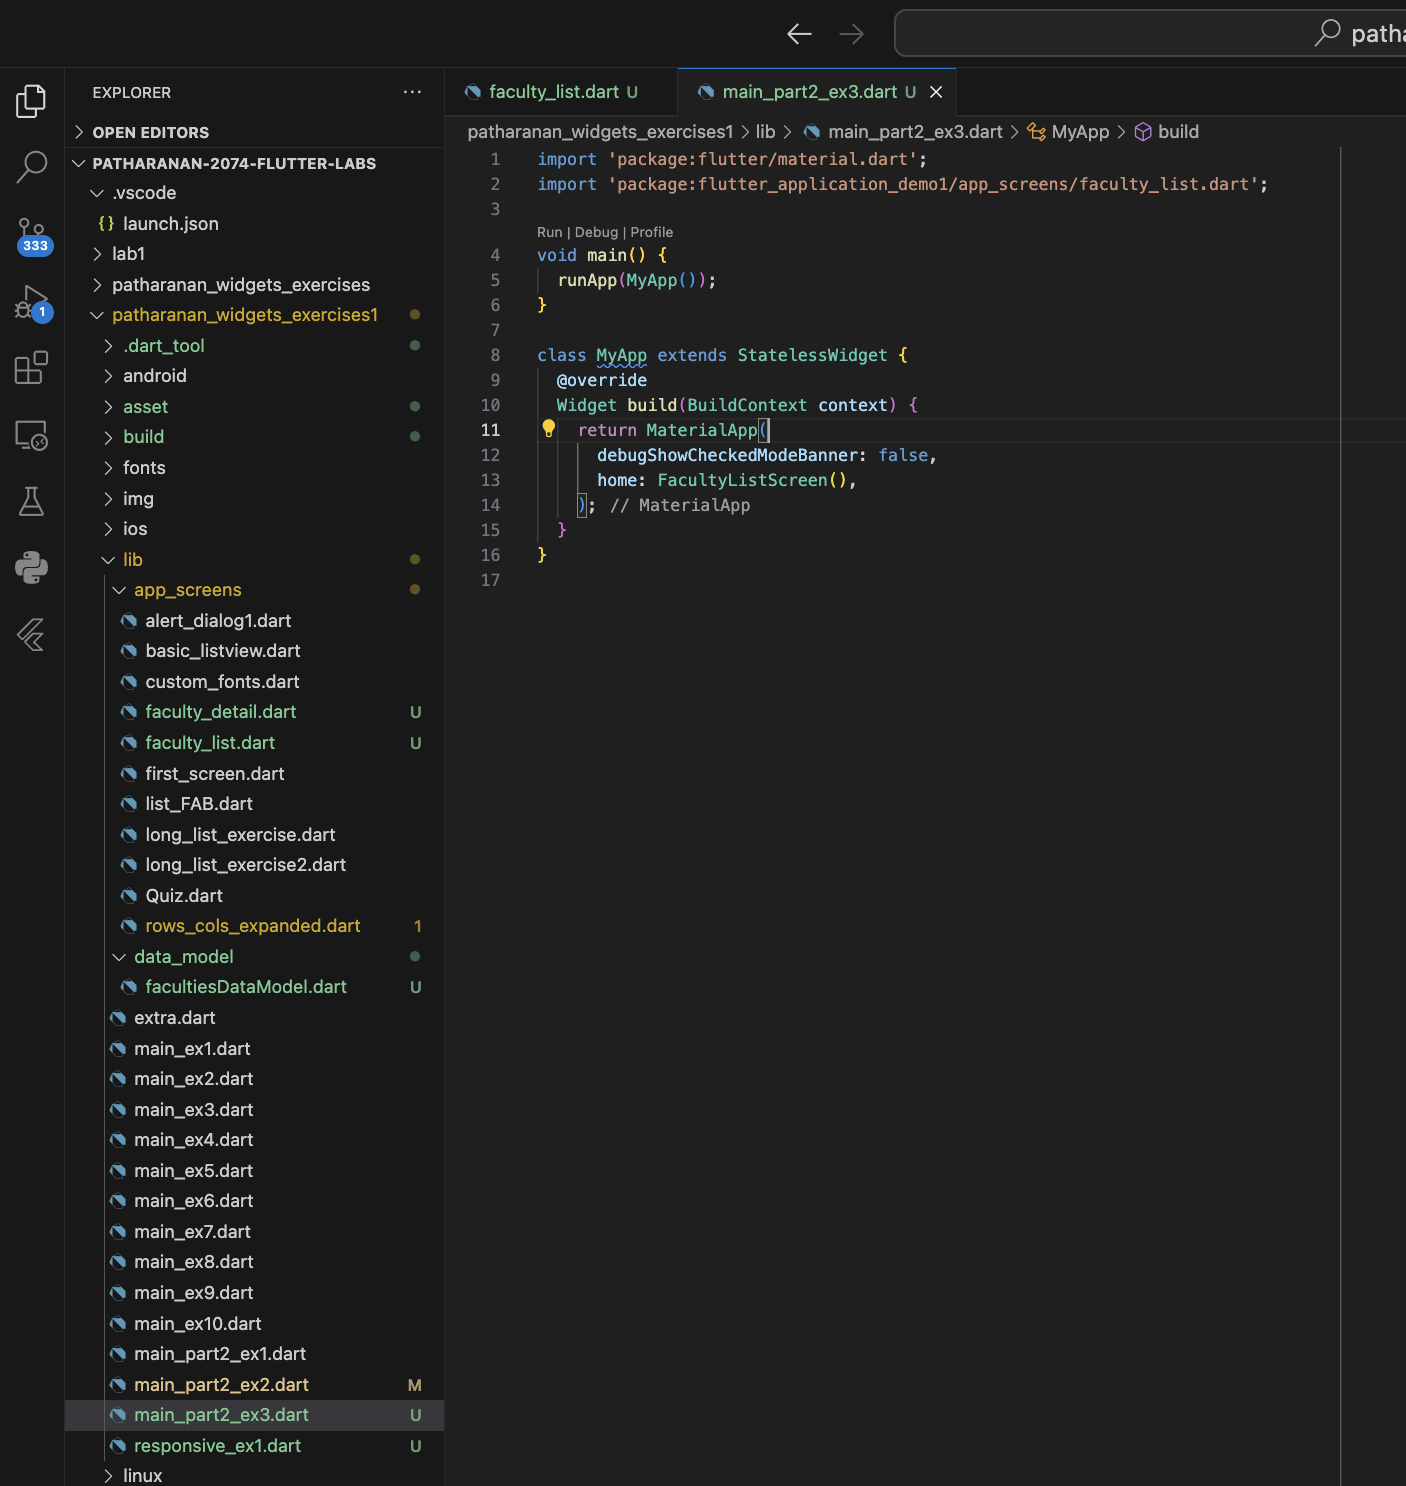 patha
EXPLORER
OPEN EDITORS
PATHARANAN-2074-FLUTTER-LABS
.vscode
{} launch.json
lab1
patharanan_widgets_exercises
patharanan_widgets_exercises1
.dart_tool
android
asset
build
fonts
img
ios
lib
app_screens
alert_dialog1.dart
basic_listview.dart
custom_fonts.dart
faculty_detail.dart U
faculty_list.dart U
first_screen.dart
list_FAB.dart
long_list_exercise.dart
long_list_exercise2.dart
Quiz.dart
rows_cols_expanded.dart 1
data_model
facultiesDataModel.dart U
extra.dart
main_ex1.dart
main_ex2.dart
main_ex3.dart
main_ex4.dart
main_ex5.dart
main_ex6.dart
main_ex7.dart
main_ex8.dart
main_ex9.dart
main_ex10.dart
main_part2_ex1.dart
main_part2_ex2.dart M
main_part2_ex3.dart U
responsive_ex1.dart U
linux
333
1
faculty_list.dart U
main_part2_ex3.dart U
patharanan_widgets_exercises1 > lib > main_part2_ex3.dart > MyApp > build
1 import 'package:flutter/material.dart';
2 import 'package:flutter_application_demo1/app_screens/faculty_list.dart';
3
Run | Debug | Profile
4 void main() {
5 runApp(MyApp());
6 }
7
8 class MyApp extends StatelessWidget {
9 @override
10 Widget build(BuildContext context) {
11 return MaterialApp(
12 debugShowCheckedModeBanner: false,
13 home: FacultyListScreen(),
14 ); // MaterialApp
15 }
16 }
17